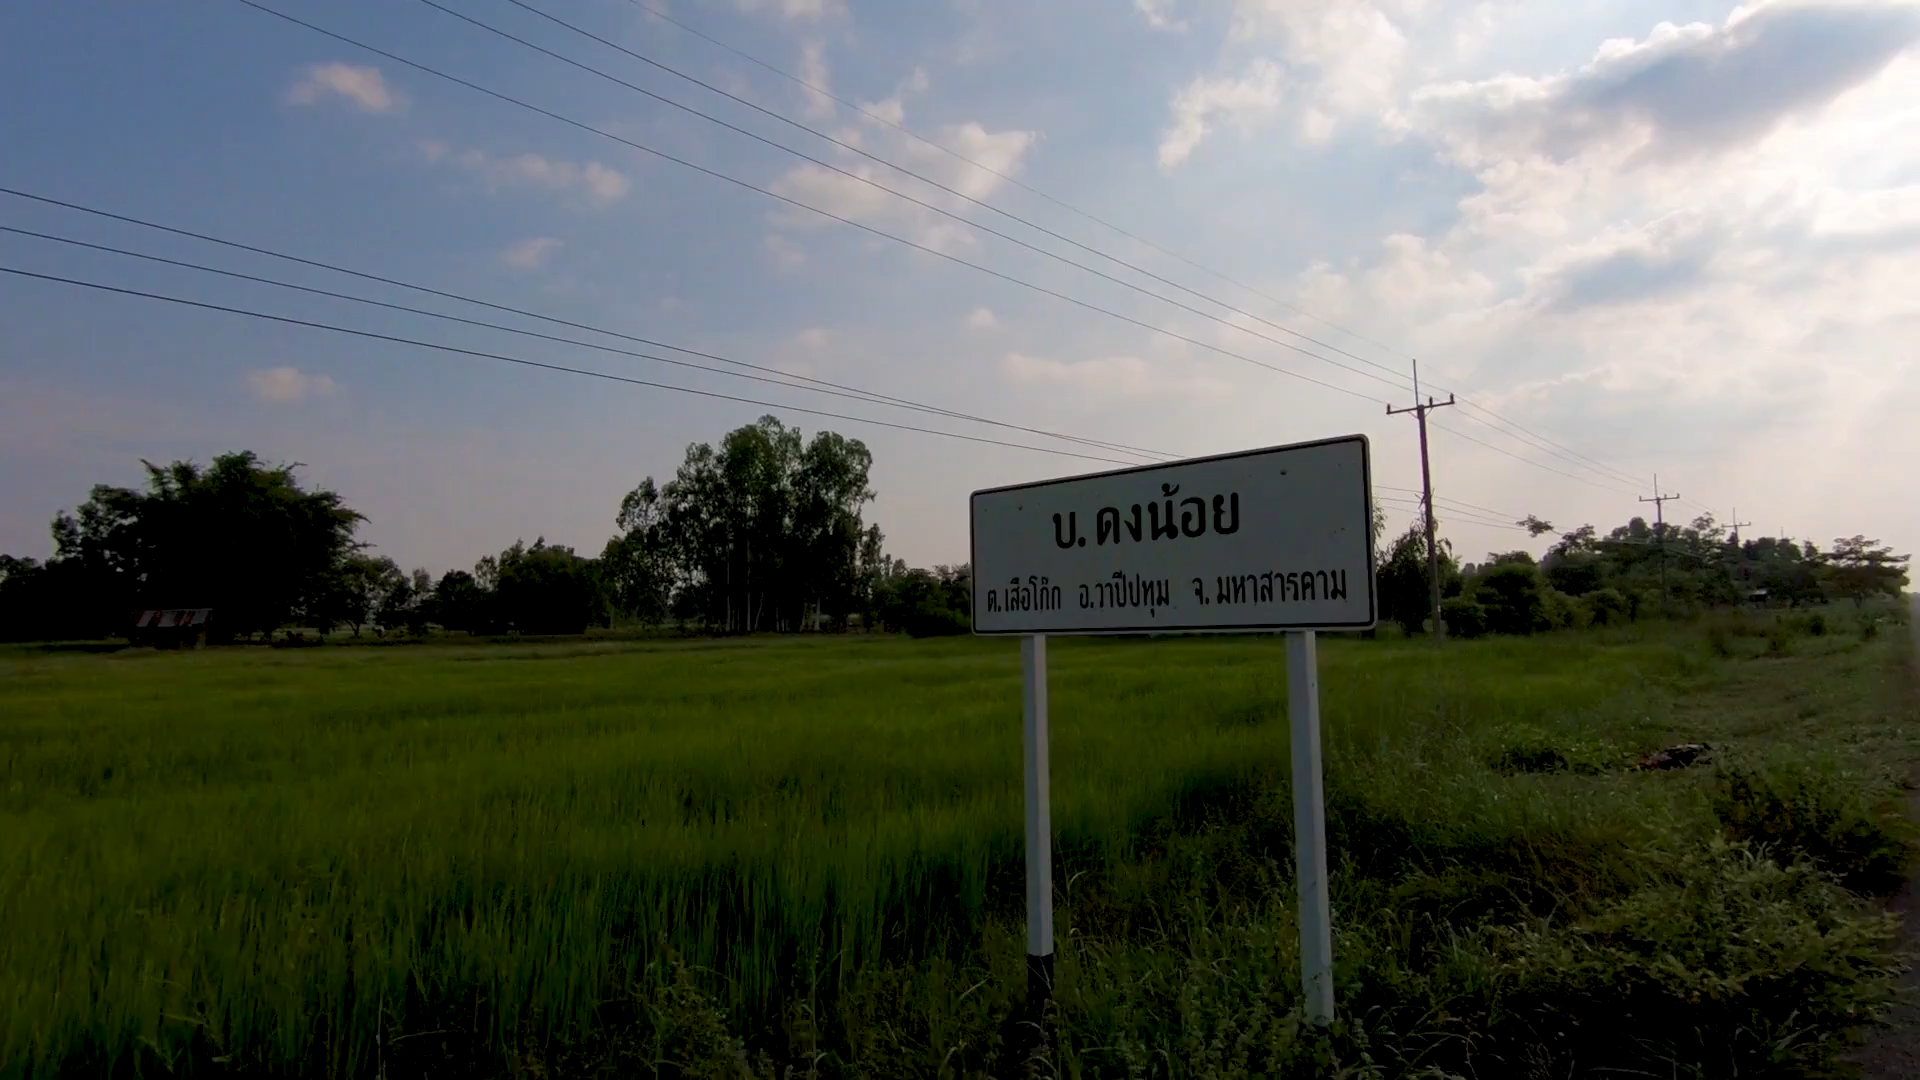 บ. ดงน้อย
ต. เสือโก้ก อ.วาปีปทุม จ. มหาสารคาม